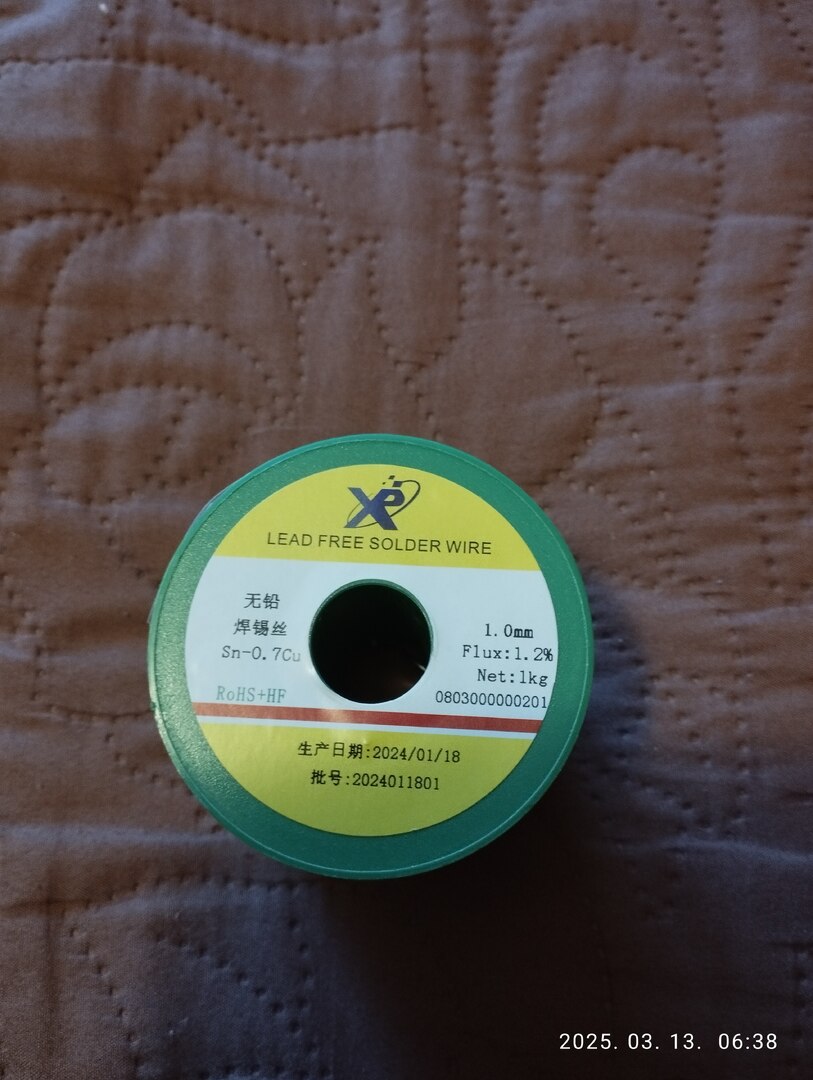 XP
LEAD FREE SOLDER WIRE
无铅
焊锡丝
Sn-0.7Cu
RoHS+HF
1.0mm
Flux:1.2%
Net:1kg
0803000000201
生产日期:2024/01/18
批号:2024011801
2025. 03. 13. 06:38